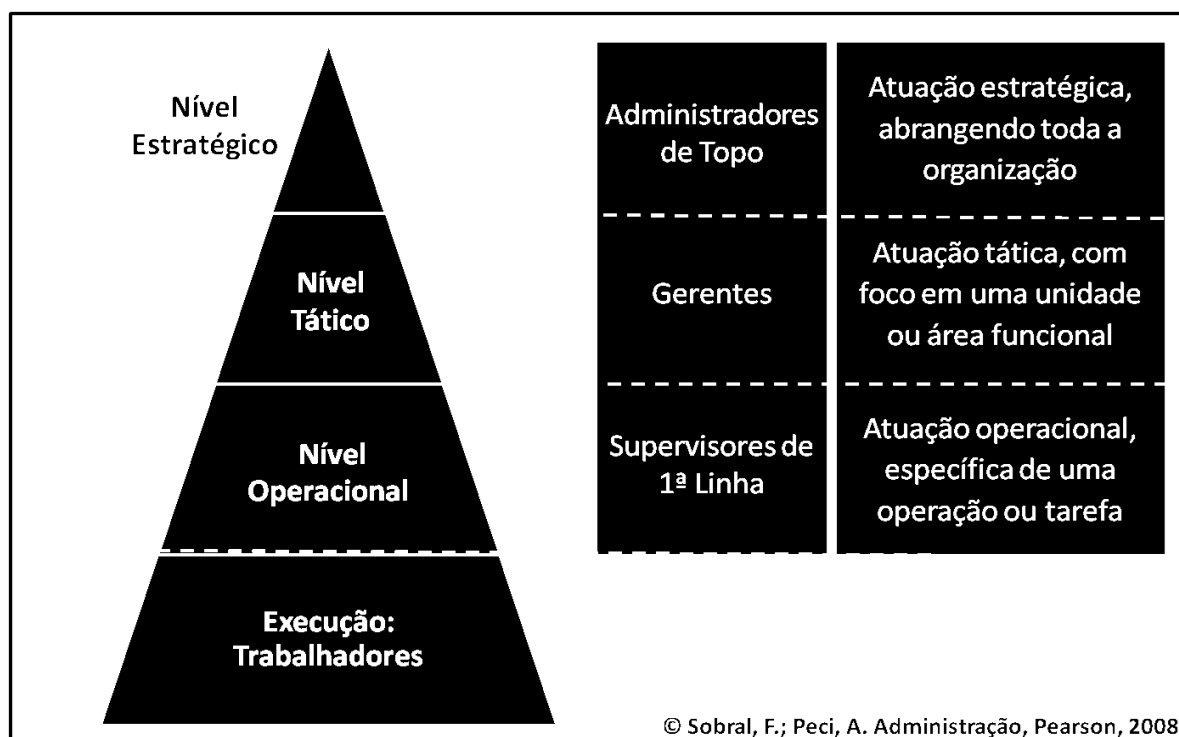 Nível
Estratégico
Nível
Tático
Nível
Operacional
Execução:
Trabalhadores
Administradores
de Topo
Atuação estratégica,
abrangendo toda a
organização
Gerentes
Atuação tática, com
foco em uma unidade
ou área funcional
Supervisores de
1ª Linha
Atuação operacional,
específica de uma
operação ou tarefa
© Sobral, F.; Peci, A. Administração, Pearson, 2008